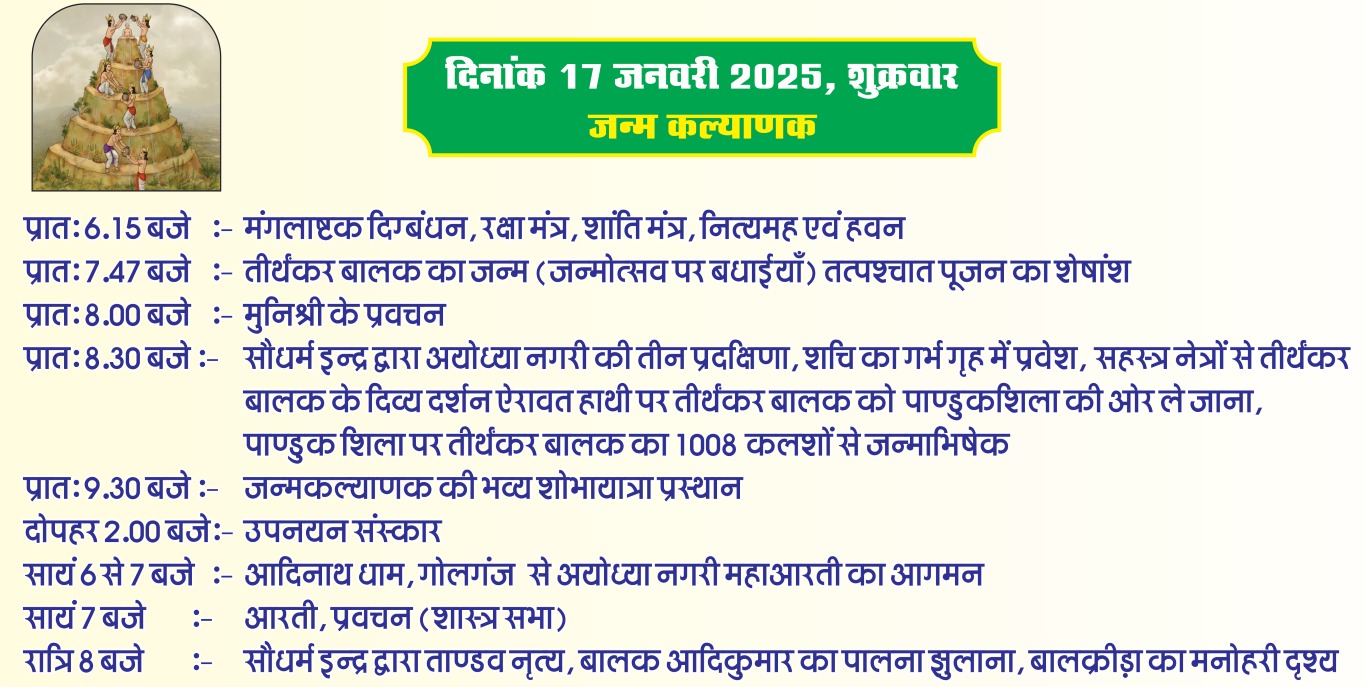 दिनांक 17 जनवरी 2025, शुक्रवार
जन्म कल्याणक
प्रातः 6.15 बजे :- मंगलाष्टक दिग्बंधन, रक्षा मंत्र, शांति मंत्र, नित्यमह एवं हवन
प्रातः 7.47 बजे :- तीर्थंकर बालक का जन्म (जन्मोत्सव पर बधाईयाँ) तत्पश्चात पूजन का शेषांश
प्रातः 8.00 बजे :- मुनिश्री के प्रवचन
प्रातः 8.30 बजे :- सौधर्म इन्द्र द्वारा अयोध्या नगरी की तीन प्रदक्षिणा, शचि का गर्भ गृह में प्रवेश, सहस्त्र नेत्रों से तीर्थंकर
बालक के दिव्य दर्शन ऐरावत हाथी पर तीर्थंकर बालक को पाण्डुकशिला की ओर ले जाना,
पाण्डुक शिला पर तीर्थंकर बालक का 1008 कलशों से जन्माभिषेक
प्रातः 9.30 बजे :- जन्मकल्याणक की भव्य शोभायात्रा प्रस्थान
दोपहर 2.00 बजे :- उपनयन संस्कार
सायं 6 से 7 बजे :- आदिनाथ धाम, गोलगंज से अयोध्या नगरी महाआरती का आगमन
सायं 7 बजे :- आरती, प्रवचन (शास्त्र सभा)
रात्रि 8 बजे :- सौधर्म इन्द्र द्वारा ताण्डव नृत्य, बालक आदिकुमार का पालना झुलाना, बालक्रीड़ा का मनोहरी दृश्य